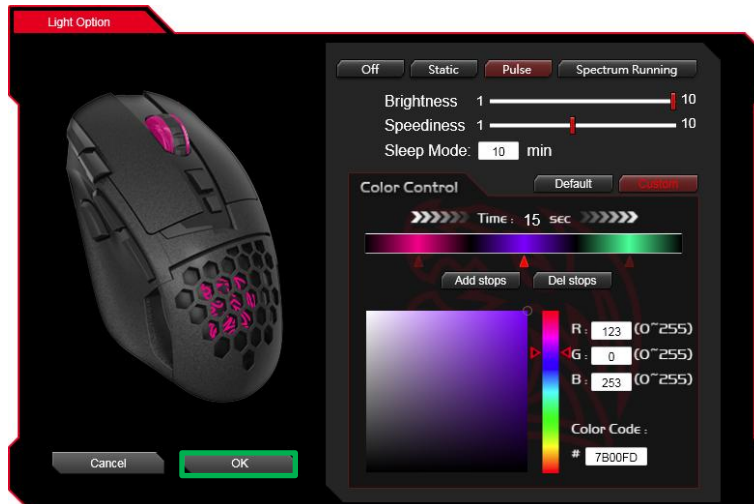 Light Option
Off Static Pulse Spectrum Running
Brightness 1 10
Speediness 1 10
Sleep Mode: 10 min
Color Control Default Custom
Time : 15 sec
Add stops Del stops
R : 123 (0~255)
G : 0 (0~255)
B : 253 (0~255)
Color Code :
# 7B00FD
Cancel OK